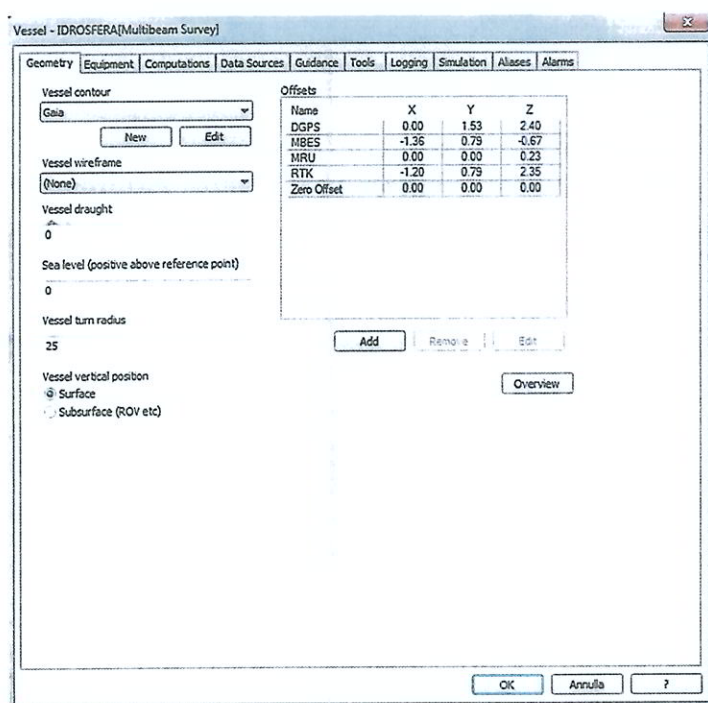 Vessel - IDROSFERA[Multibeam Survey]
Geometry Equipment Computations Data Sources Guidance Tools Logging Simulation Aliases Alarms
Vessel contour
Gaia
New Edit
Vessel wireframe
(None)
Vessel draught
0
Sea level (positive above reference point)
0
Vessel turn radius
25
Vessel vertical position
Surface
Subsurface (ROV etc)
Offsets
Name X Y Z
DGPS 0.00 1.53 2.40
MBES -1.36 0.79 -0.67
MRU 0.00 0.00 0.23
RTK -1.20 0.79 2.35
Zero Offset 0.00 0.00 0.00
Add Remove Edit
Overview
OK Annulla ?